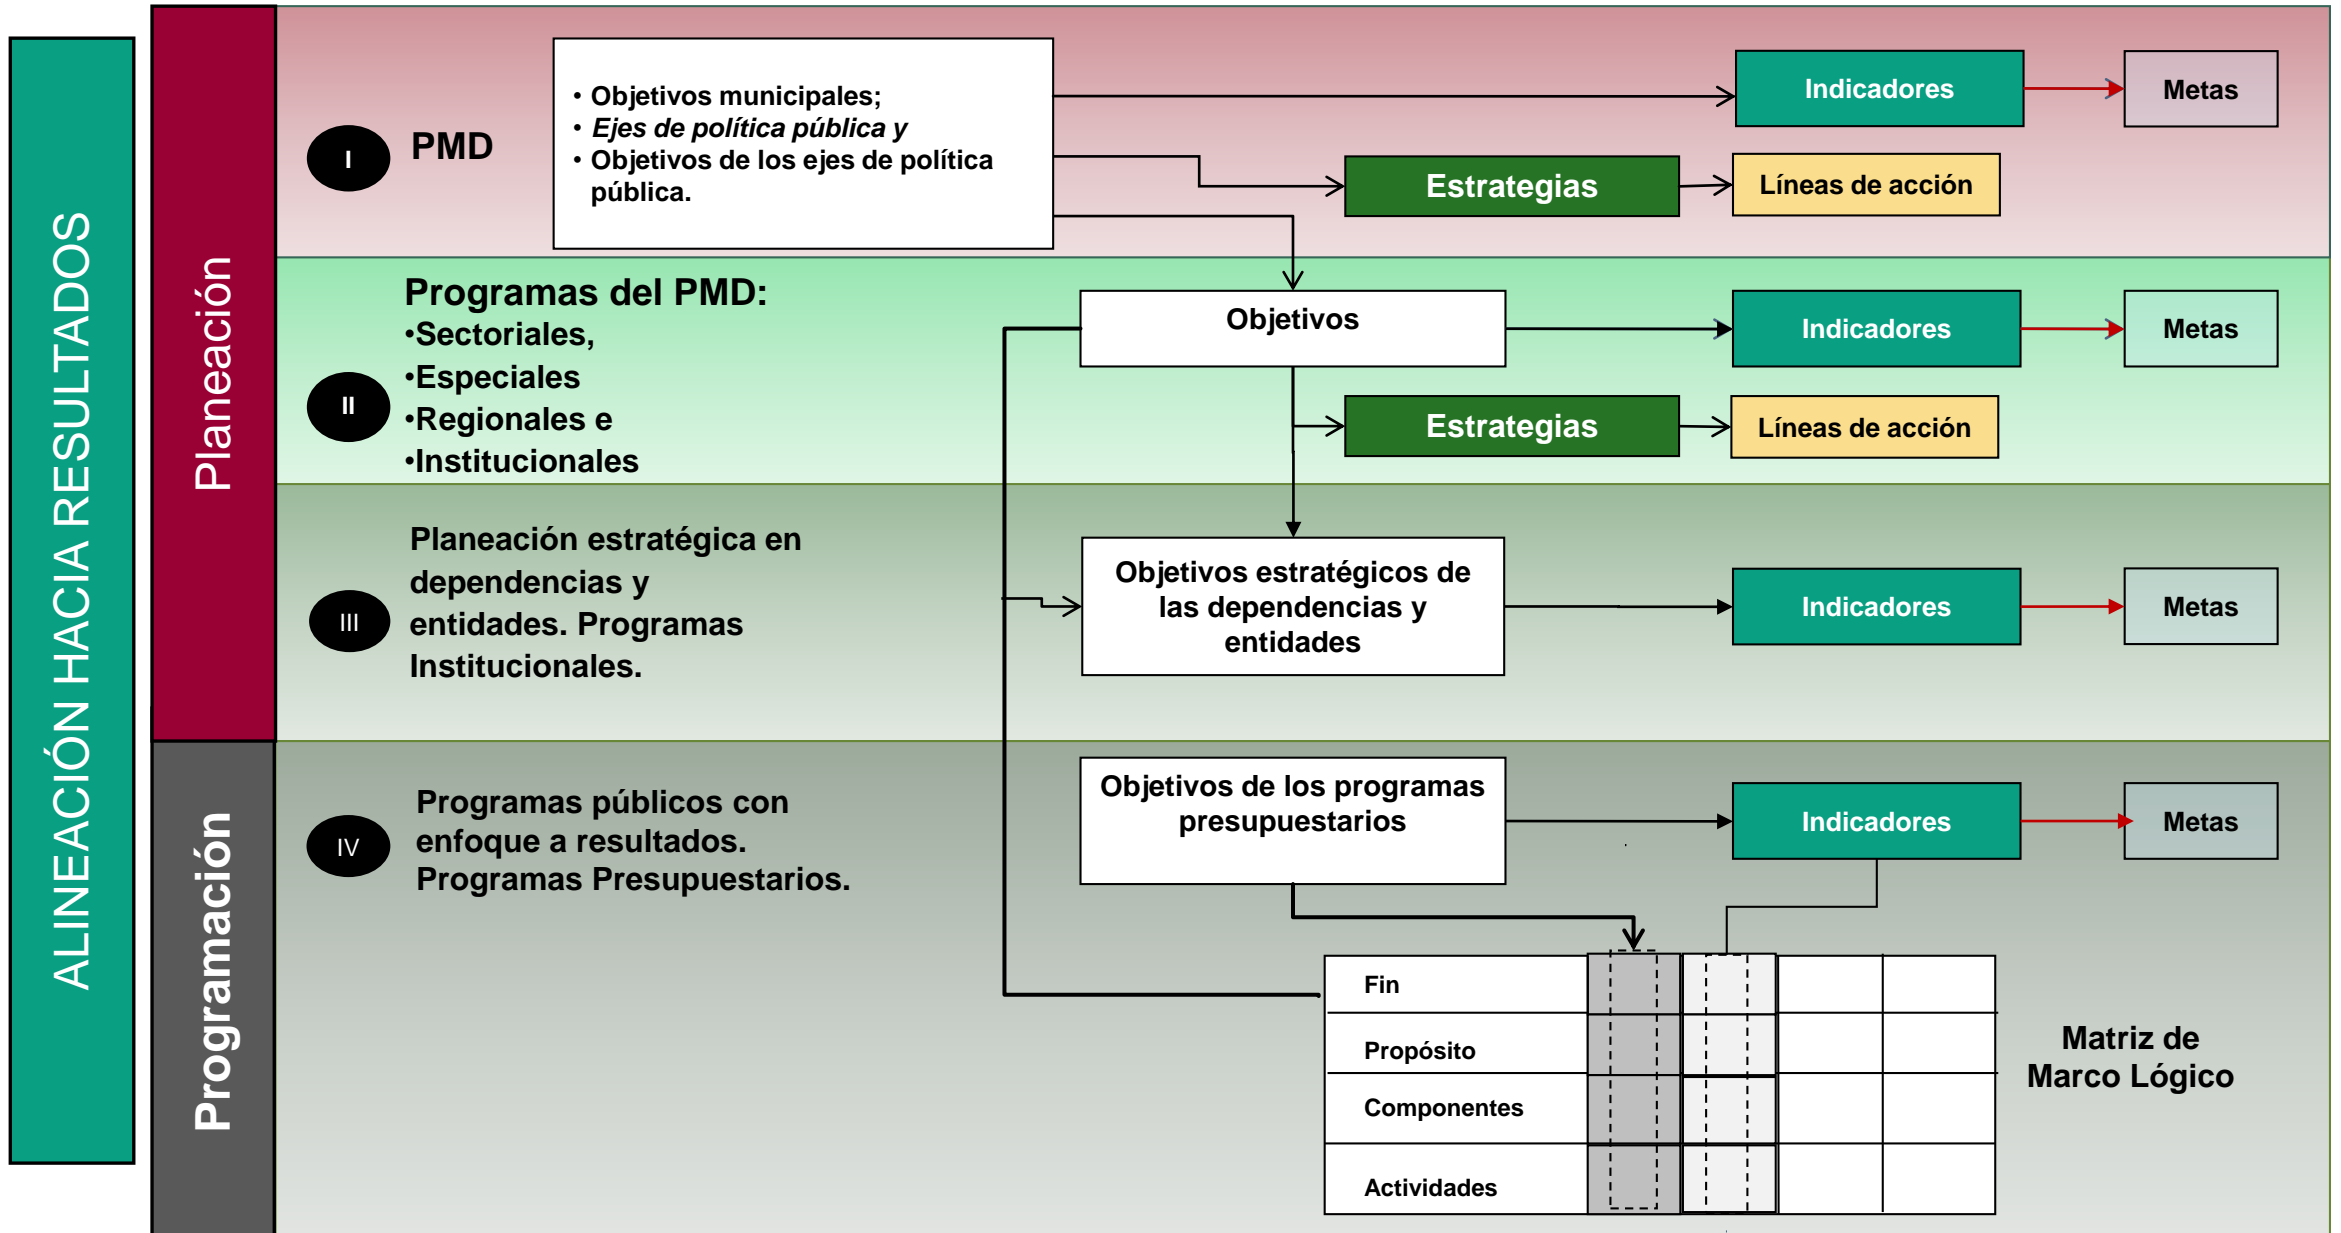 ALINEACIÓN HACIA RESULTADOS
Planeación
Programación
I
PMD
• Objetivos municipales;
• Ejes de política pública y
• Objetivos de los ejes de política
pública.
Indicadores
Metas
Estrategias
Líneas de acción
II
Programas del PMD:
•Sectoriales,
•Especiales
•Regionales e
•Institucionales
Objetivos
Indicadores
Metas
Estrategias
Líneas de acción
III
Planeación estratégica en
dependencias y
entidades. Programas
Institucionales.
Objetivos estratégicos de
las dependencias y
entidades
Indicadores
Metas
IV
Programas públicos con
enfoque a resultados.
Programas Presupuestarios.
Objetivos de los programas
presupuestarios
Indicadores
Metas
Fin
Propósito
Componentes
Actividades
Matriz de
Marco Lógico